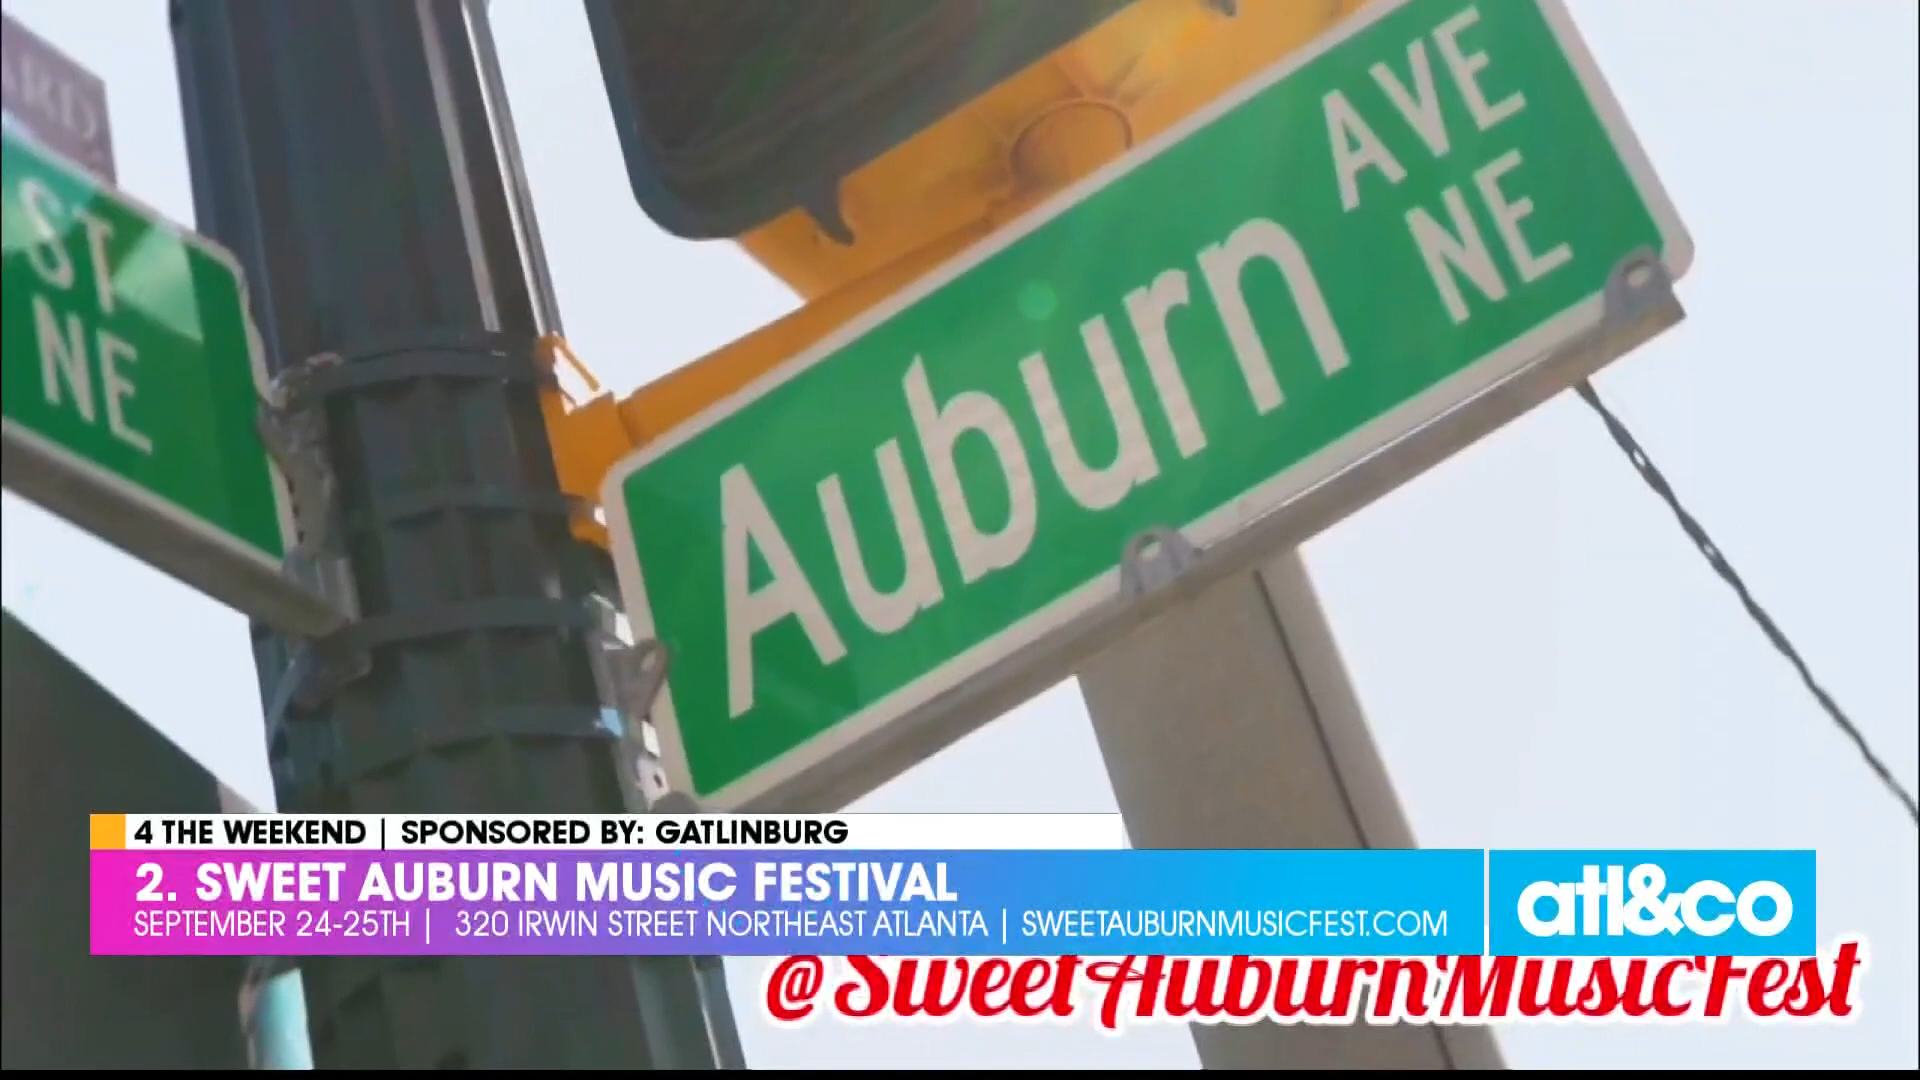 ARD
ST
NE
Auburn AVE
NE
4 THE WEEKEND | SPONSORED BY: GATLINBURG
2. SWEET AUBURN MUSIC FESTIVAL
SEPTEMBER 24-25TH | 320 IRWIN STREET NORTHEAST ATLANTA | SWEETAUBURNMUSICFEST.COM
atl&co
@SweetAuburnMusicFest